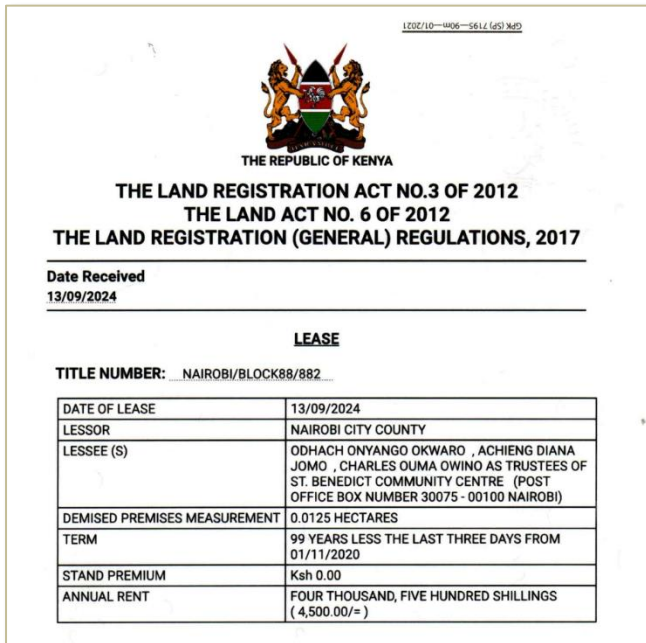 GPK (SP) 7195—90m—01/2021
THE REPUBLIC OF KENYA
THE LAND REGISTRATION ACT NO.3 OF 2012
THE LAND ACT NO. 6 OF 2012
THE LAND REGISTRATION (GENERAL) REGULATIONS, 2017
Date Received
13/09/2024
LEASE
TITLE NUMBER: NAIROBI/BLOCK88/882
DATE OF LEASE 13/09/2024
LESSOR NAIROBI CITY COUNTY
LESSEE (S) ODHACH ONYANGO OKWARO , ACHIENG DIANA
JOMO , CHARLES OUMA OWINO AS TRUSTEES OF
ST. BENEDICT COMMUNITY CENTRE (POST
OFFICE BOX NUMBER 30075 - 00100 NAIROBI)
DEMISED PREMISES MEASUREMENT 0.0125 HECTARES
TERM 99 YEARS LESS THE LAST THREE DAYS FROM
01/11/2020
STAND PREMIUM Ksh 0.00
ANNUAL RENT FOUR THOUSAND, FIVE HUNDRED SHILLINGS
( 4,500.00/= )